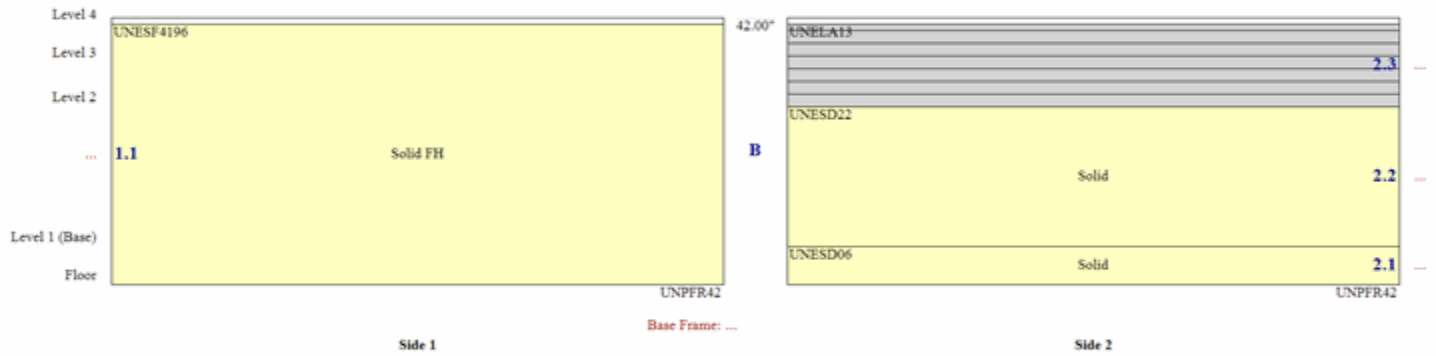 Level 4
UNESF4196
42.00"
UNELA13
Level 3
2.3
...
Level 2
UNESD22
...
1.1
Solid FH
B
Solid
2.2
...
Level 1 (Base)
UNESD06
Solid
2.1
...
Floor
UNPFR42
UNPFR42
Base Frame: ...
Side 1
Side 2